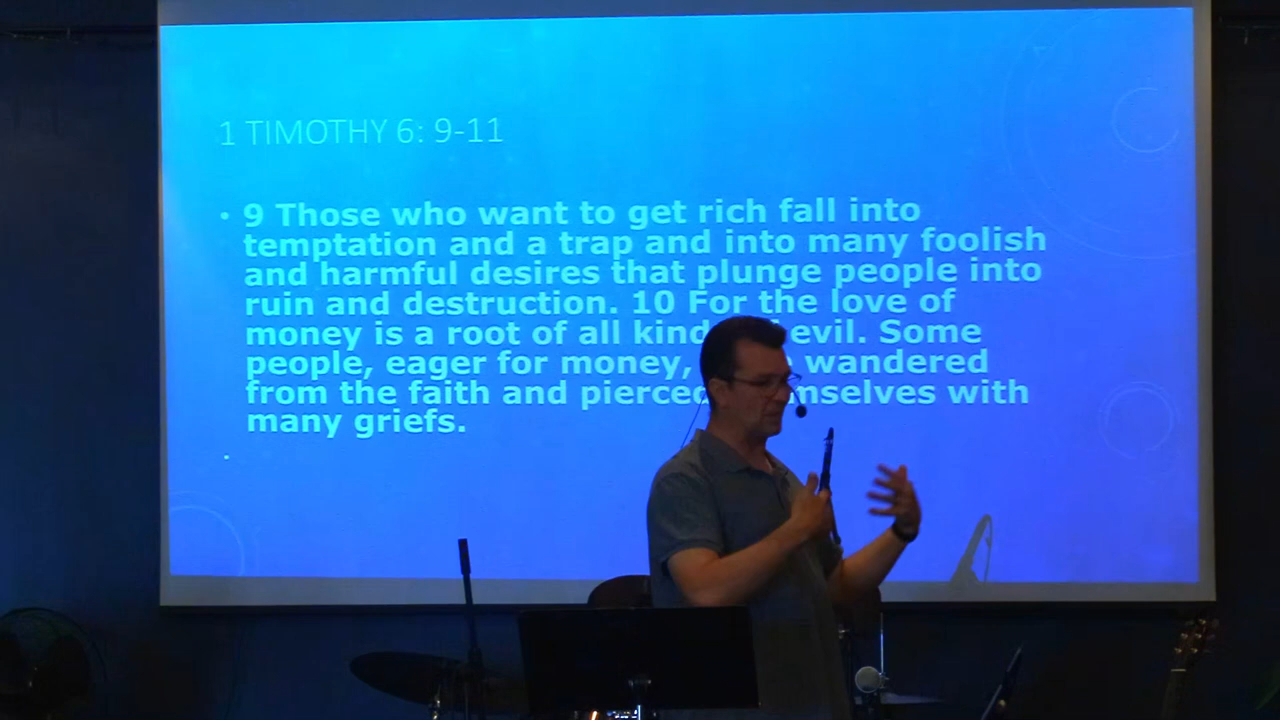 1 TIMOTHY 6: 9-11
• 9 Those who want to get rich fall into
temptation and a trap and into many foolish
and harmful desires that plunge people into
ruin and destruction. 10 For the love of
money is a root of all evil. Some
people, eager for money, wandered
from the faith and pierced with
many griefs.